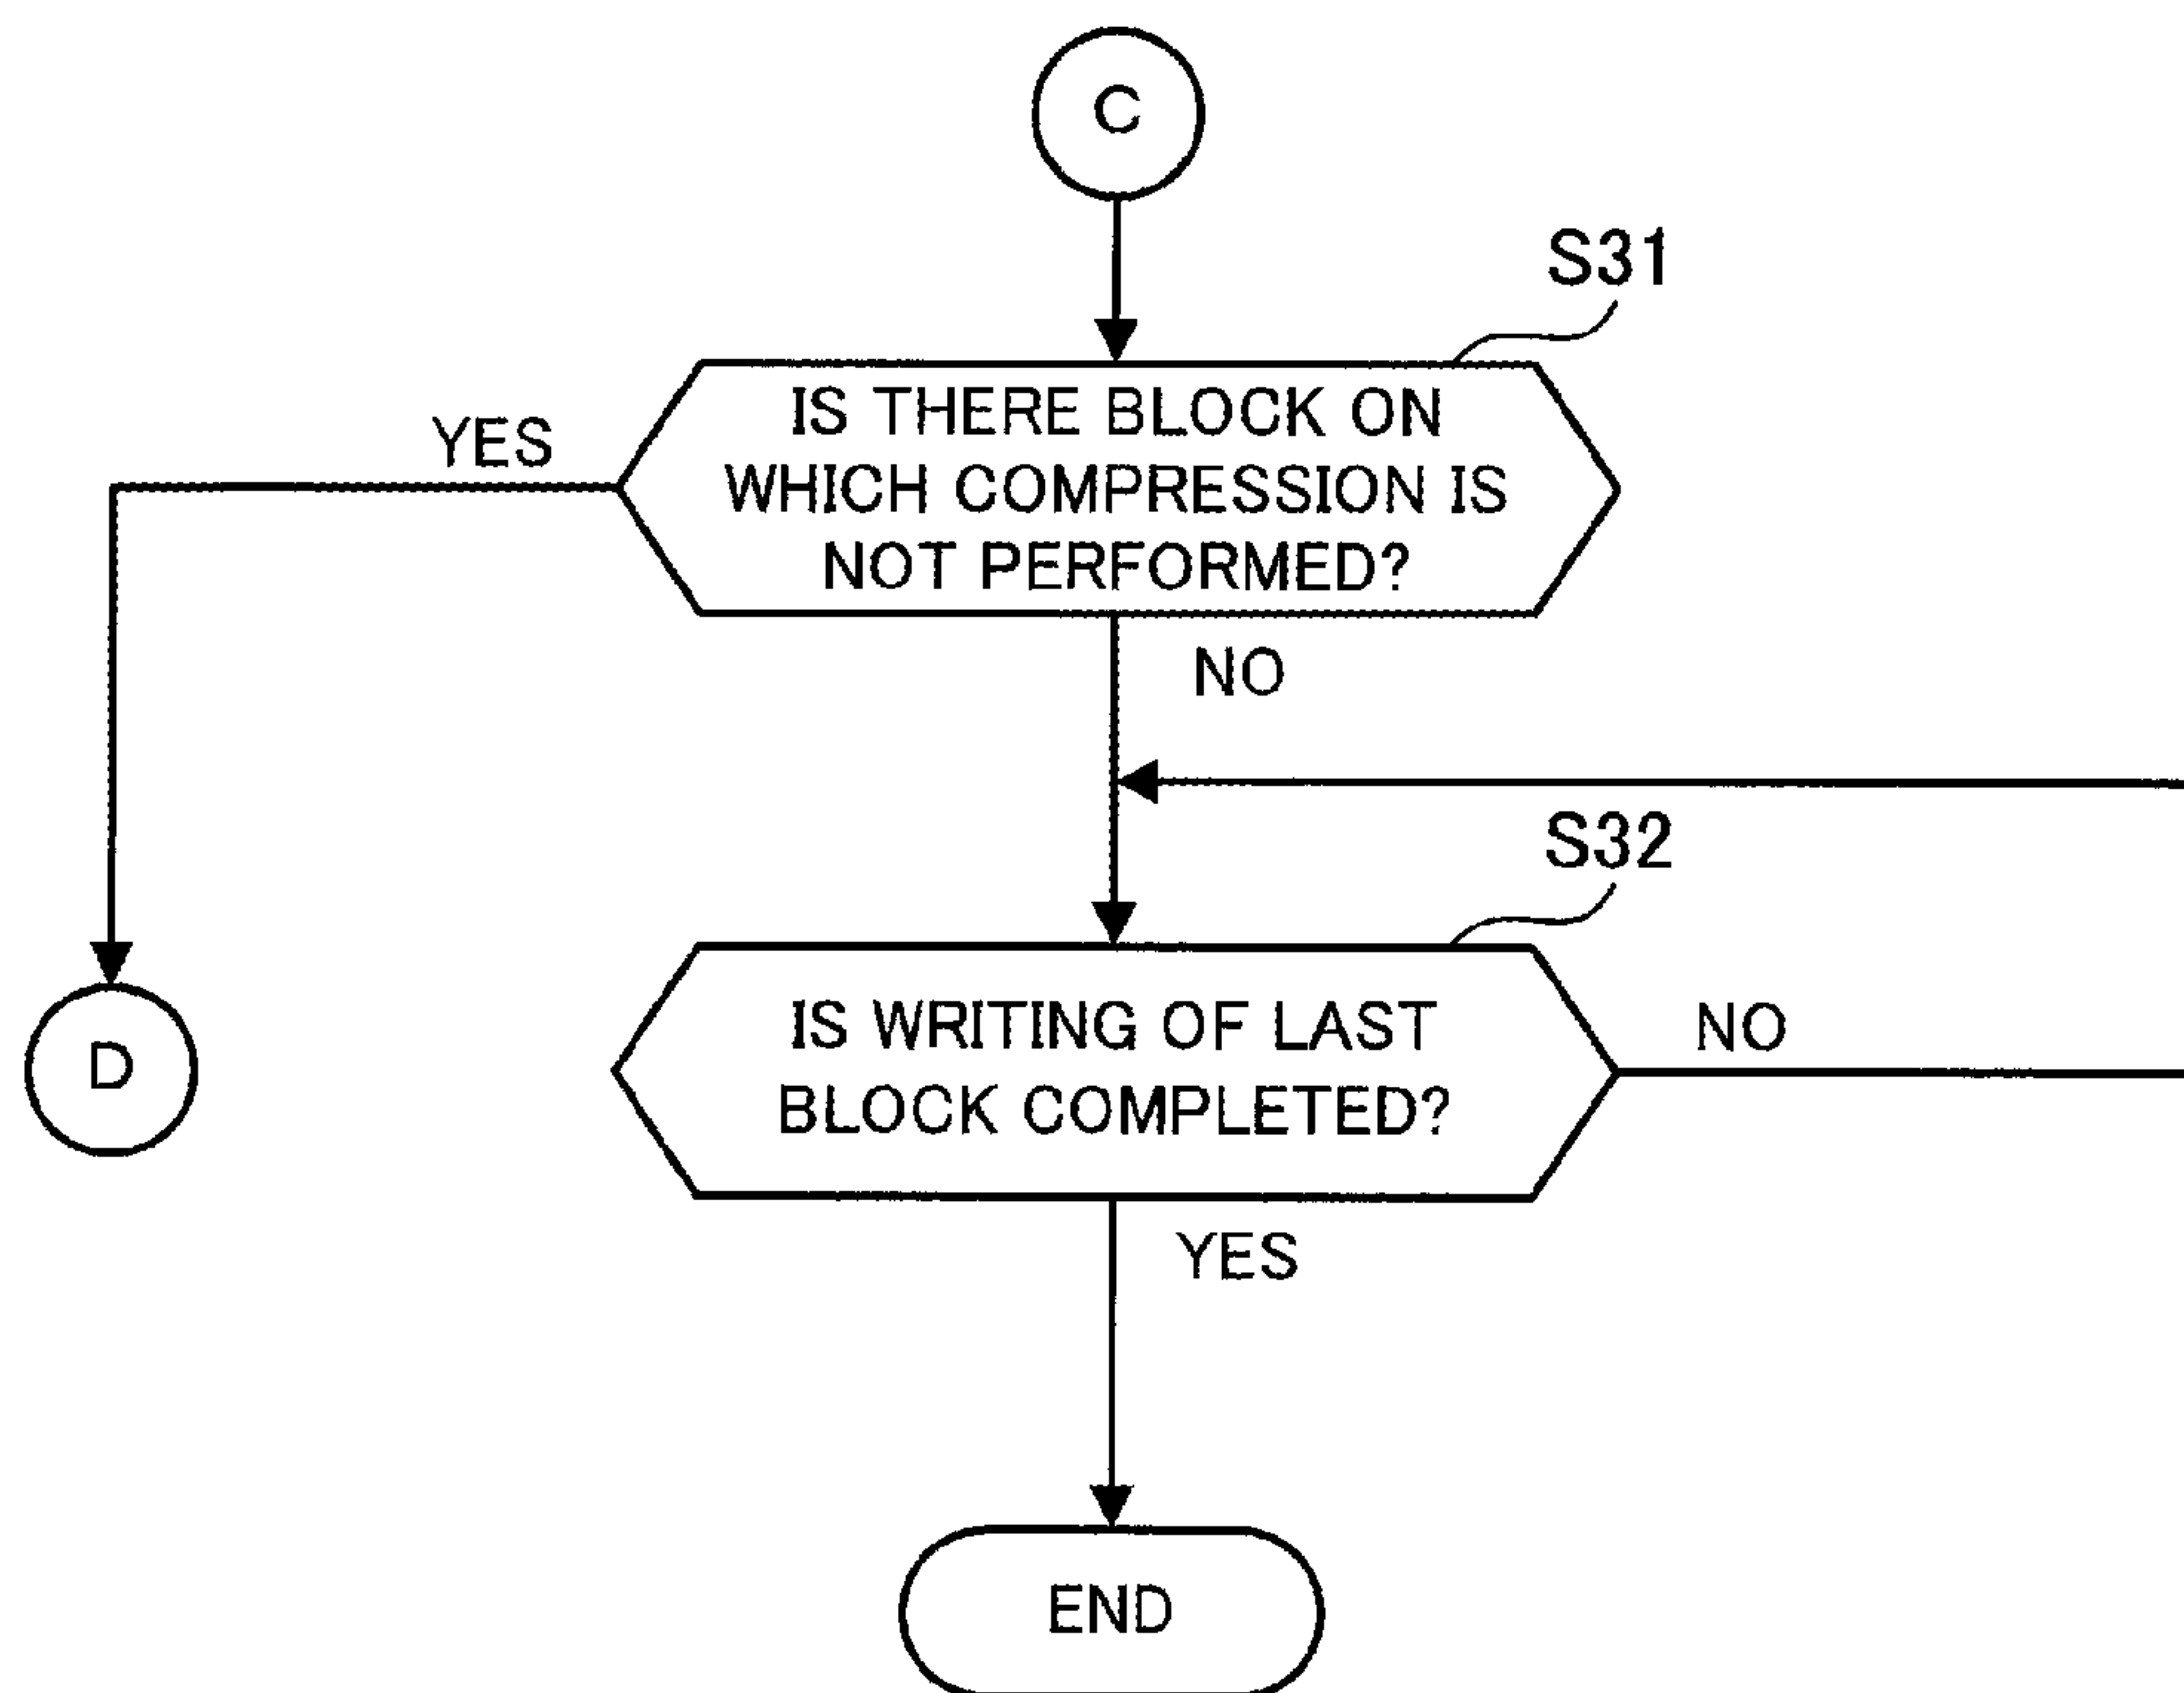 C
S31
IS THERE BLOCK ON
WHICH COMPRESSION IS
NOT PERFORMED?
YES
NO
S32
IS WRITING OF LAST
BLOCK COMPLETED?
NO
D
YES
END